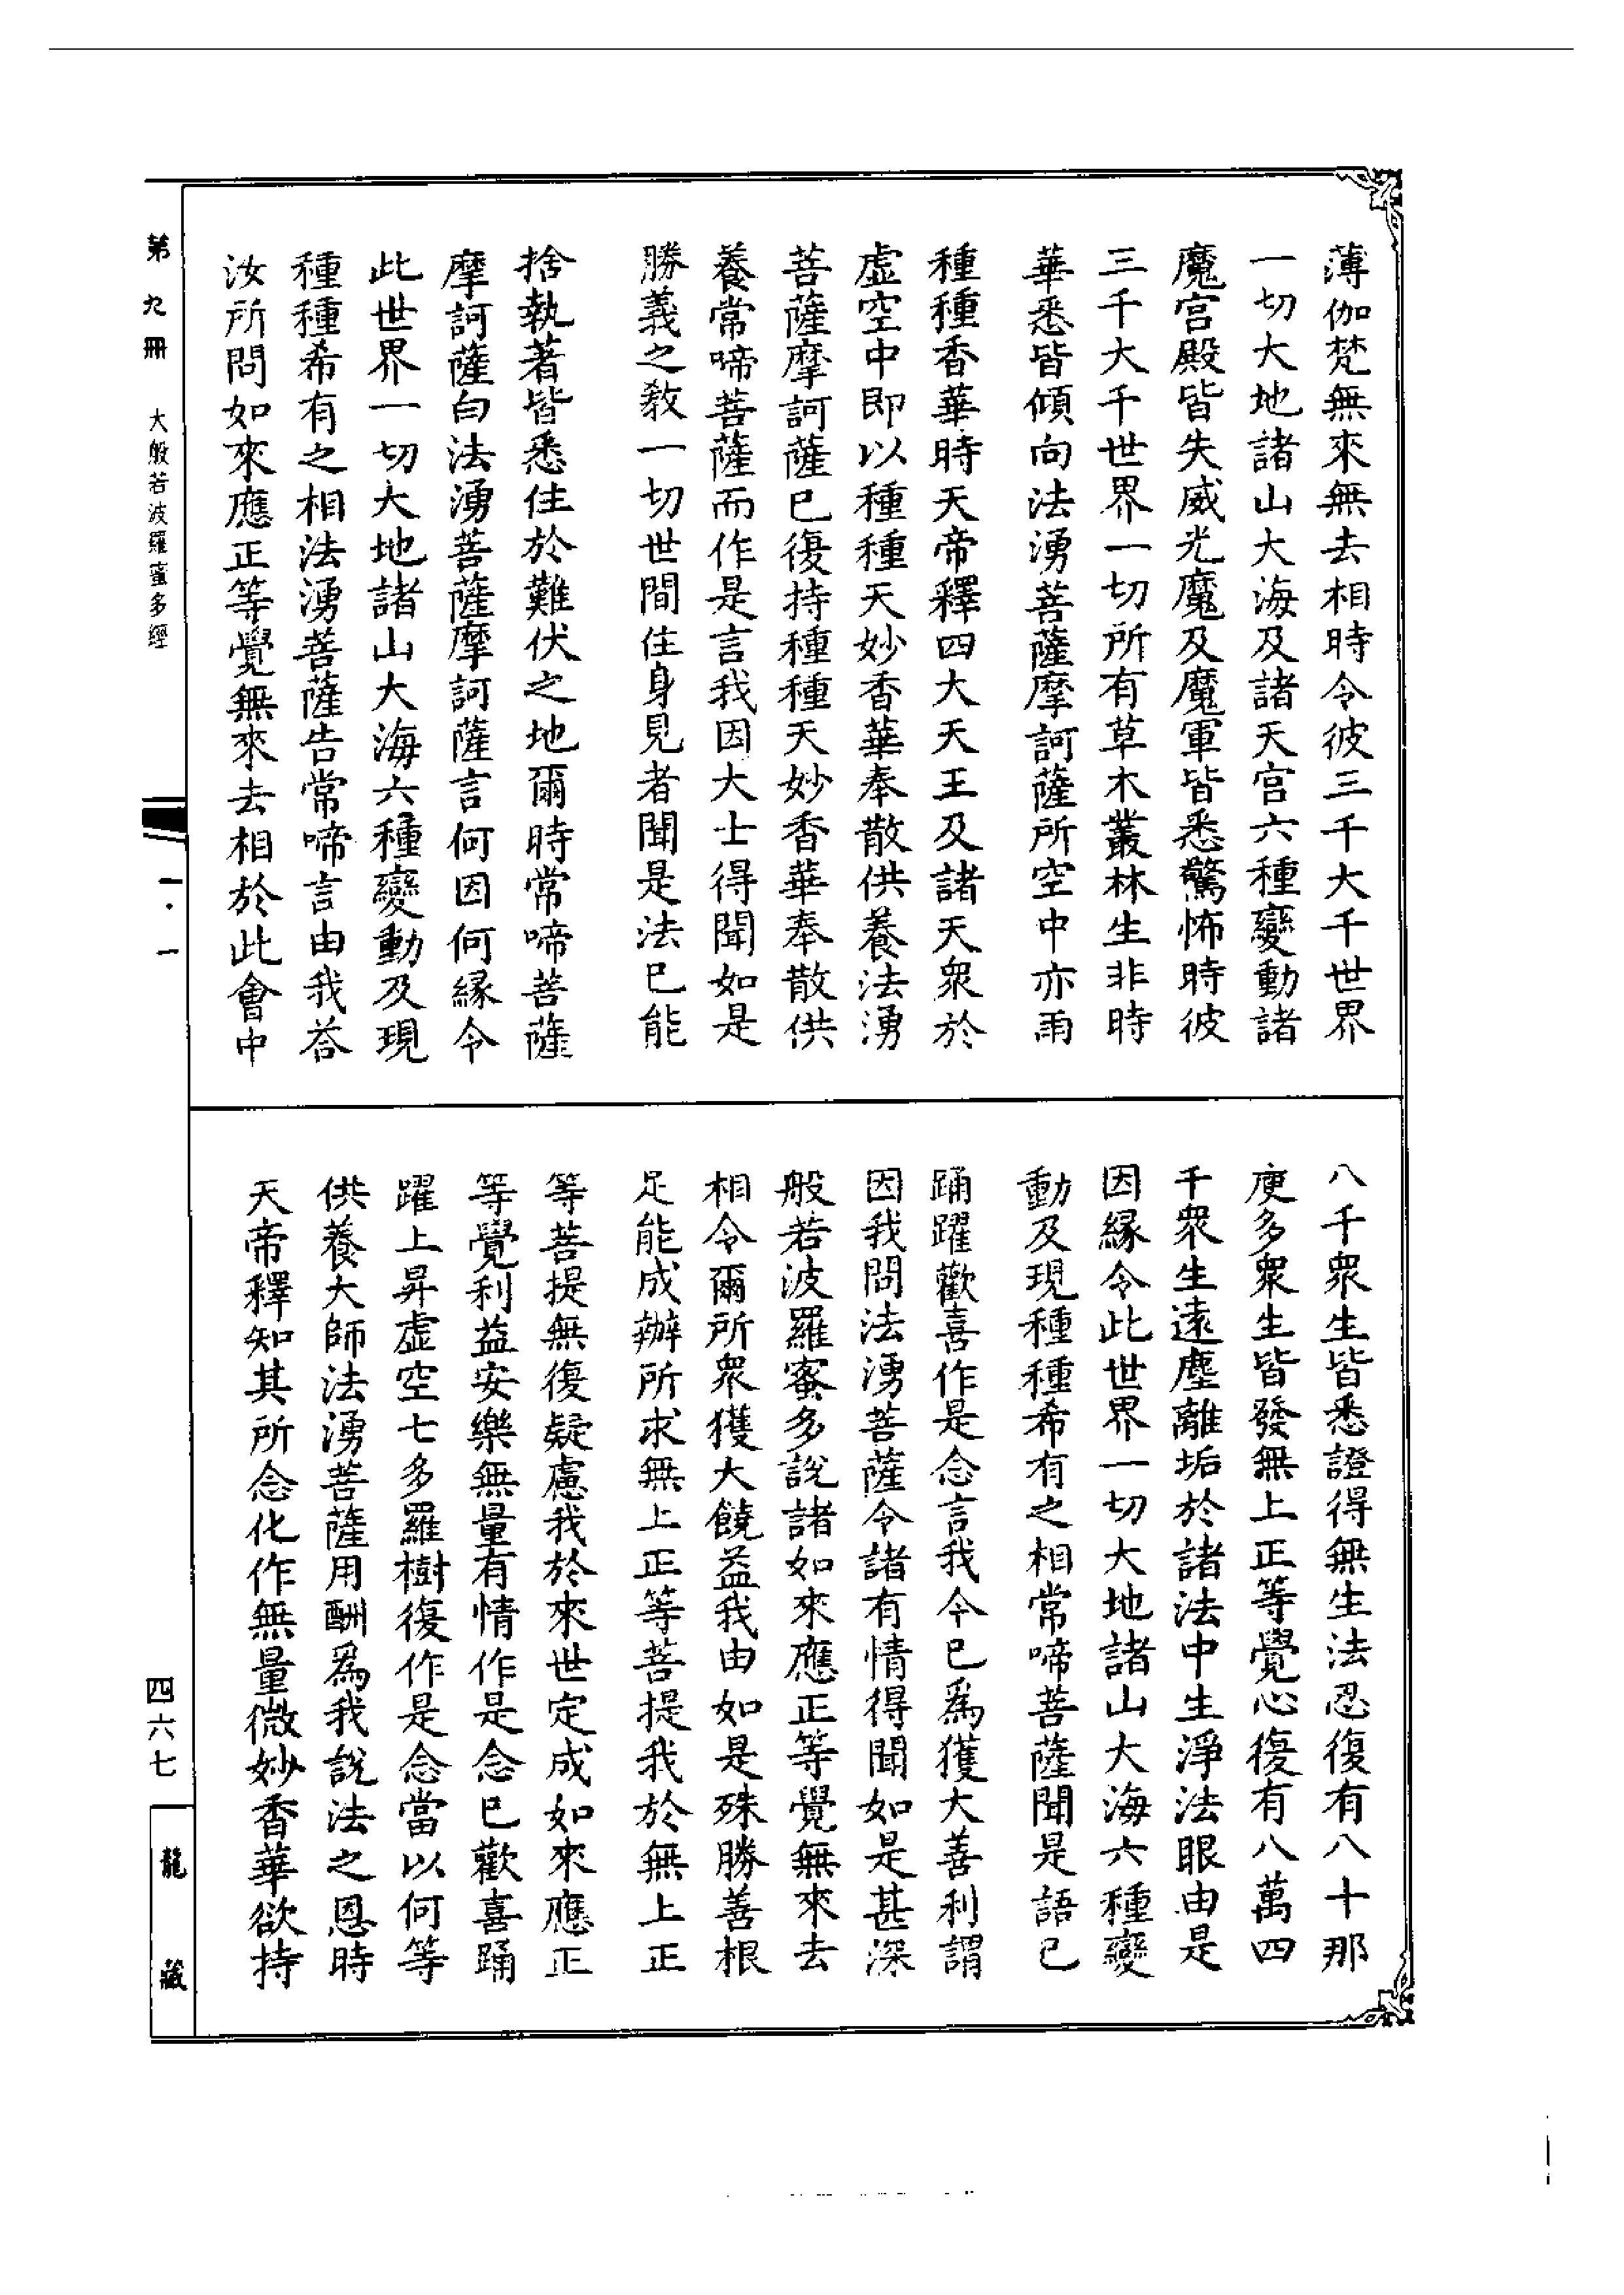 薄伽梵無來無去相時令彼三千大千世界
一切大地諸山大海及諸天宫六種變動諸
魔宫殿皆失威光魔及魔軍皆悉驚怖時彼
三千大千世界一切所有草木叢林生非時
華悉皆傾向法湧菩薩摩訶薩所空中亦雨
種種香華時天帝釋四大天王及諸天衆於
虛空中即以種種天妙香華奉散供養法湧
菩薩摩訶薩已復持種種天妙香華奉散供
養常啼菩薩而作是言我因大士得聞如是
勝義之教一切世間住身見者聞是法已能
捨執著皆悉住於難伏之地爾時常啼菩薩
摩訶薩白法湧菩薩摩訶薩言何因何緣令
此世界一切大地諸山大海六種變動及現
種種希有之相法湧菩薩告常啼言由我答
汝所問如來應正等覺無來去相於此會中
八千衆生皆悉證得無生法忍復有八十那
庾多衆生皆發無上正等覺心復有八萬四
千衆生遠塵離垢於諸法中生淨法眼由是
因緣令此世界一切大地諸山大海六種變
動及現種種希有之相常啼菩薩聞是語已
踊躍歡喜作是念言我今已爲獲大善利謂
因我問法湧菩薩令諸有情得聞如是甚深
般若波羅蜜多說諸如來應正等覺無來去
相令爾所衆獲大饒益我由如是殊勝善根
足能成辦所求無上正等菩提我於無上正
等菩提無復疑慮我於來世定成如來應正
等覺利益安樂無量有情作是念已歡喜踊
躍上昇虛空七多羅樹復作是念當以何等
供養大師法湧菩薩用酬爲我說法之恩時
天帝釋知其所念化作無量微妙香華欲持
第九冊 大般若波羅蜜多經
一·一
四六七
龍藏